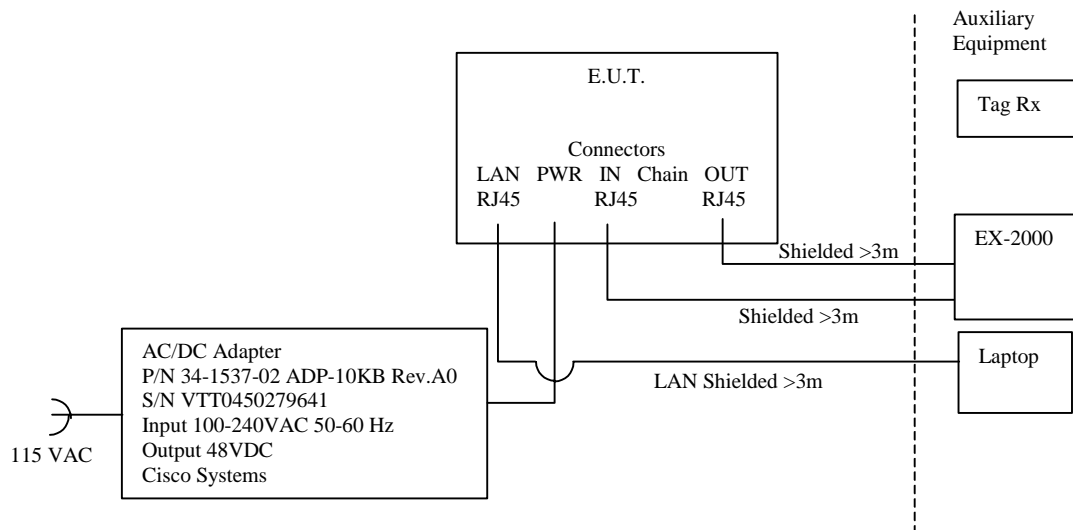 Auxiliary
Equipment
E.U.T.
Tag Rx
Connectors
LAN PWR IN Chain OUT
RJ45 RJ45 RJ45
EX-2000
Shielded >3m
Shielded >3m
AC/DC Adapter
P/N 34-1537-02 ADP-10KB Rev.A0
S/N VTT0450279641
Input 100-240VAC 50-60 Hz
Output 48VDC
Cisco Systems
Laptop
LAN Shielded >3m
115 VAC